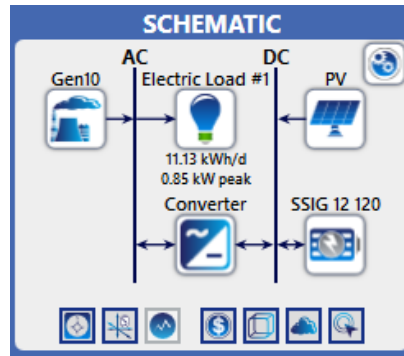 SCHEMATIC
AC
DC
Gen10
Electric Load #1
PV
11.13 kWh/d
0.85 kW peak
Converter
SSIG 12 120